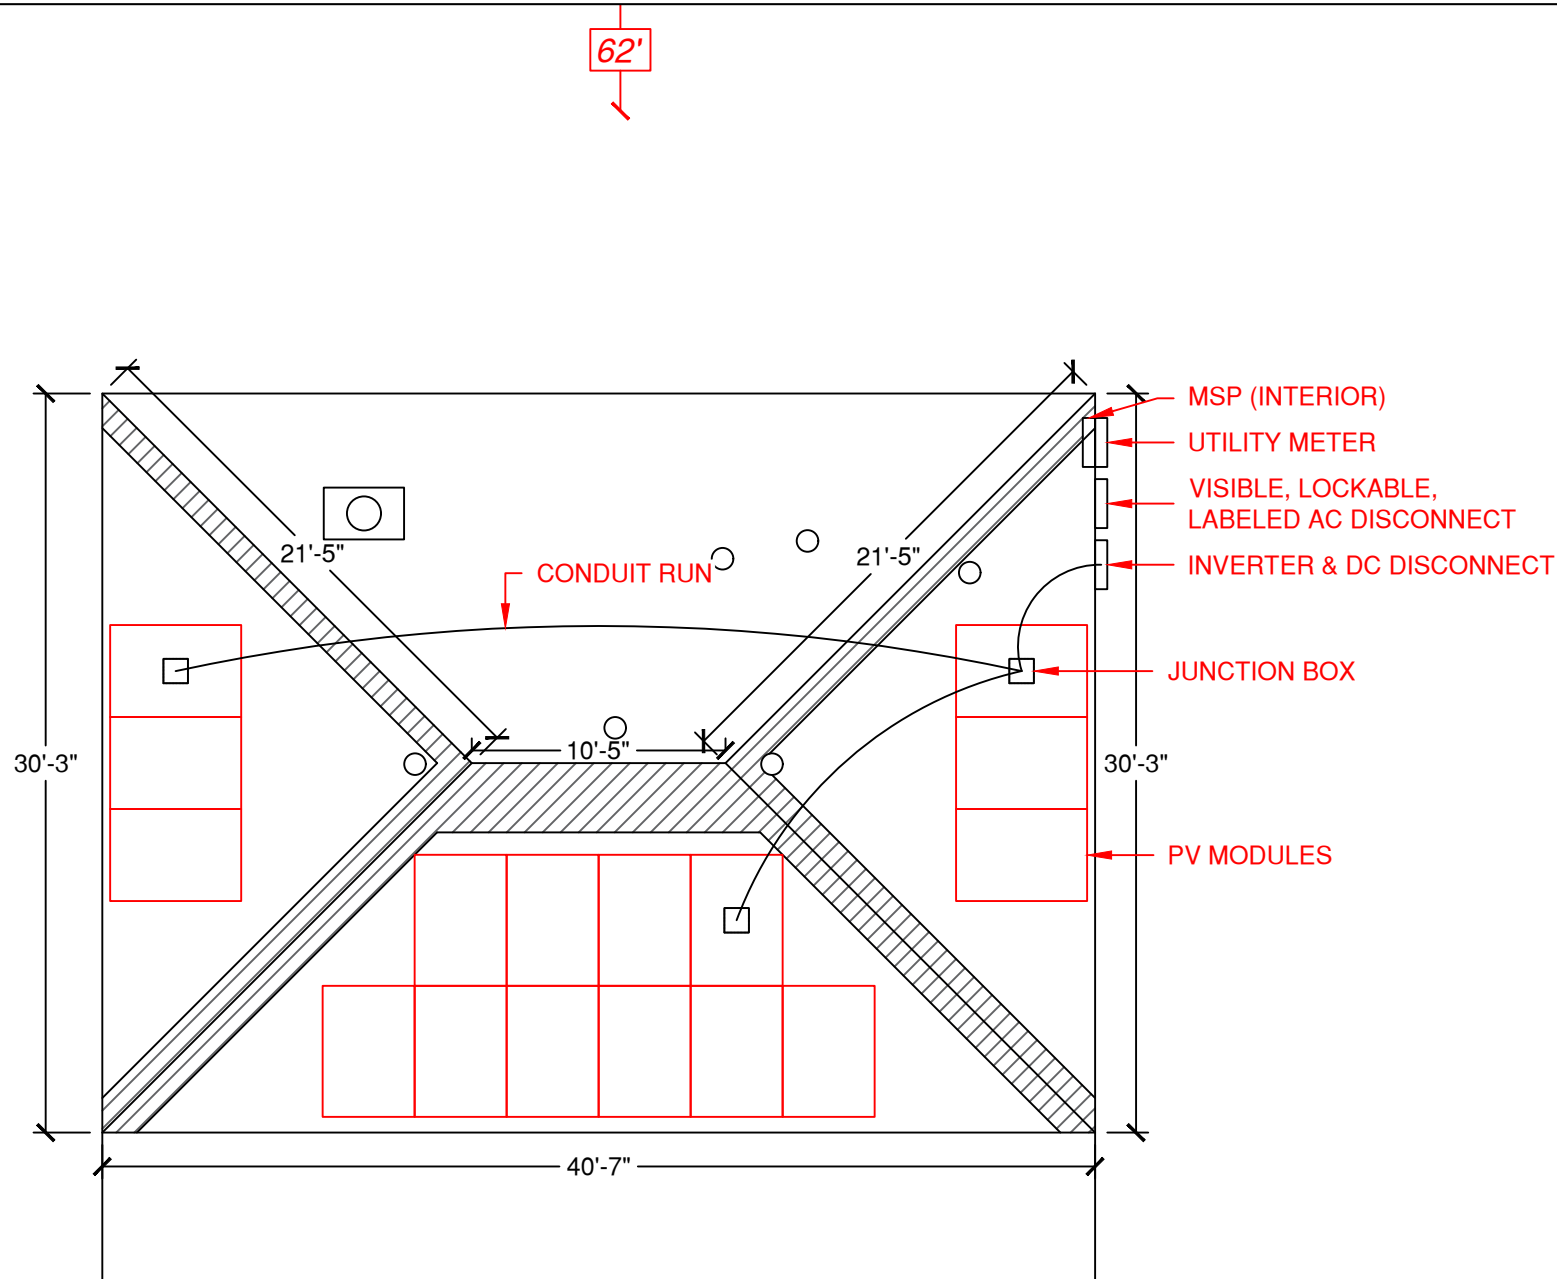 62'
MSP (INTERIOR)
UTILITY METER
VISIBLE, LOCKABLE,
LABELED AC DISCONNECT
INVERTER & DC DISCONNECT
21'-5"
21'-5"
CONDUIT RUN
JUNCTION BOX
10'-5"
30'-3"
30'-3"
PV MODULES
40'-7"